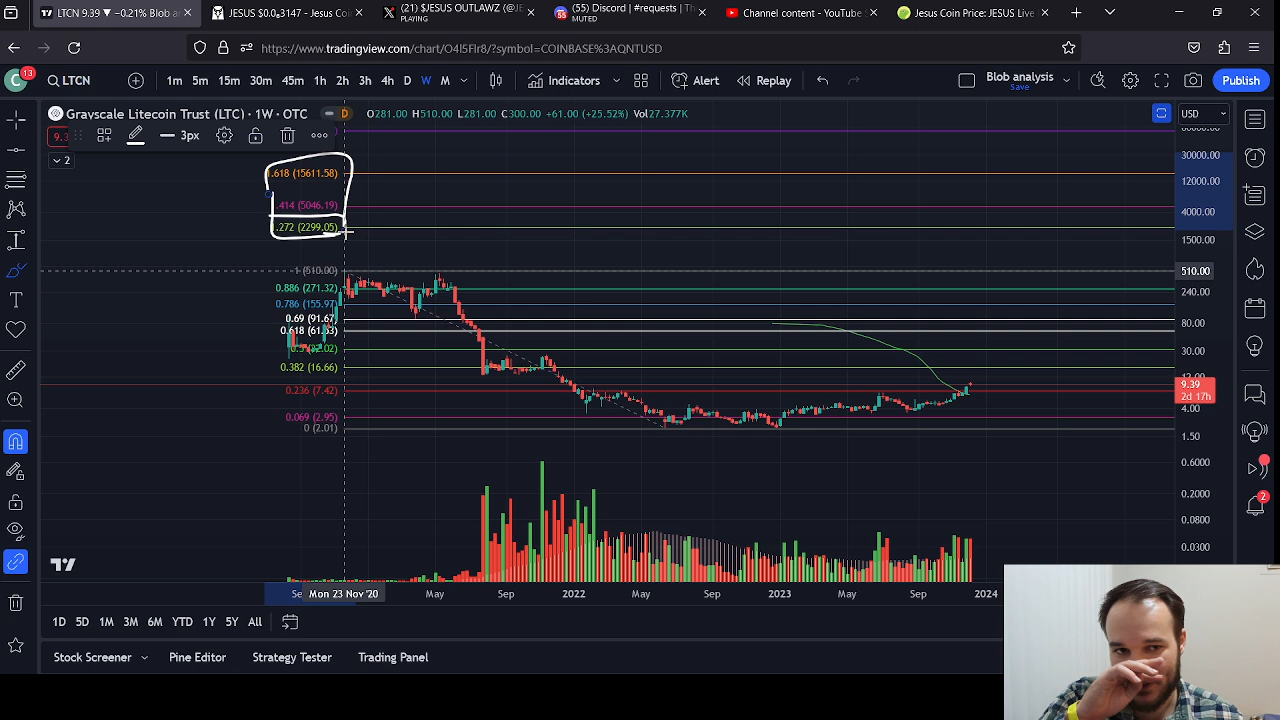 LTCN 9.39 ▼ −0.21% Blob an
JESUS $0.0₈3147 - Jesus Coin
(21) $JESUS OUTLAWZ (@JE
PLAYING
(55) Discord | #requests | Th
MUTED
Channel content - YouTube S
Jesus Coin Price: JESUS Live
https://www.tradingview.com/chart/O4I5FIr8/?symbol=COINBASE%3AQNTUSD
C 13 LTCN 1m 5m 15m 30m 45m 1h 2h 3h 4h D W M Indicators Alert Replay Blob analysis Save Publish
Grayscale Litecoin Trust (LTC) · 1W · OTC D O281.00 H510.00 L281.00 C300.00 +61.00 (+25.52%) Vol27.377K USD
9.3 3px
2
30000.00
1.618 (15611.58)
12000.00
.414 (5046.19)
4000.00
.272 (2299.05)
1500.00
1 (510.00)
510.00
0.886 (271.32)
240.00
0.786 (155.97)
0.69 (91.67)
80.00
0.618 (61.53)
30.00
0.382 (16.66)
0.236 (7.42)
9.39
2d 17h
4.00
0.069 (2.95)
0 (2.01)
1.50
0.6000
0.2000
0.0800
0.0300
Se Mon 23 Nov 20 May Sep 2022 May Sep 2023 May Sep 2024
1D 5D 1M 3M 6M YTD 1Y 5Y All
Stock Screener Pine Editor Strategy Tester Trading Panel
2